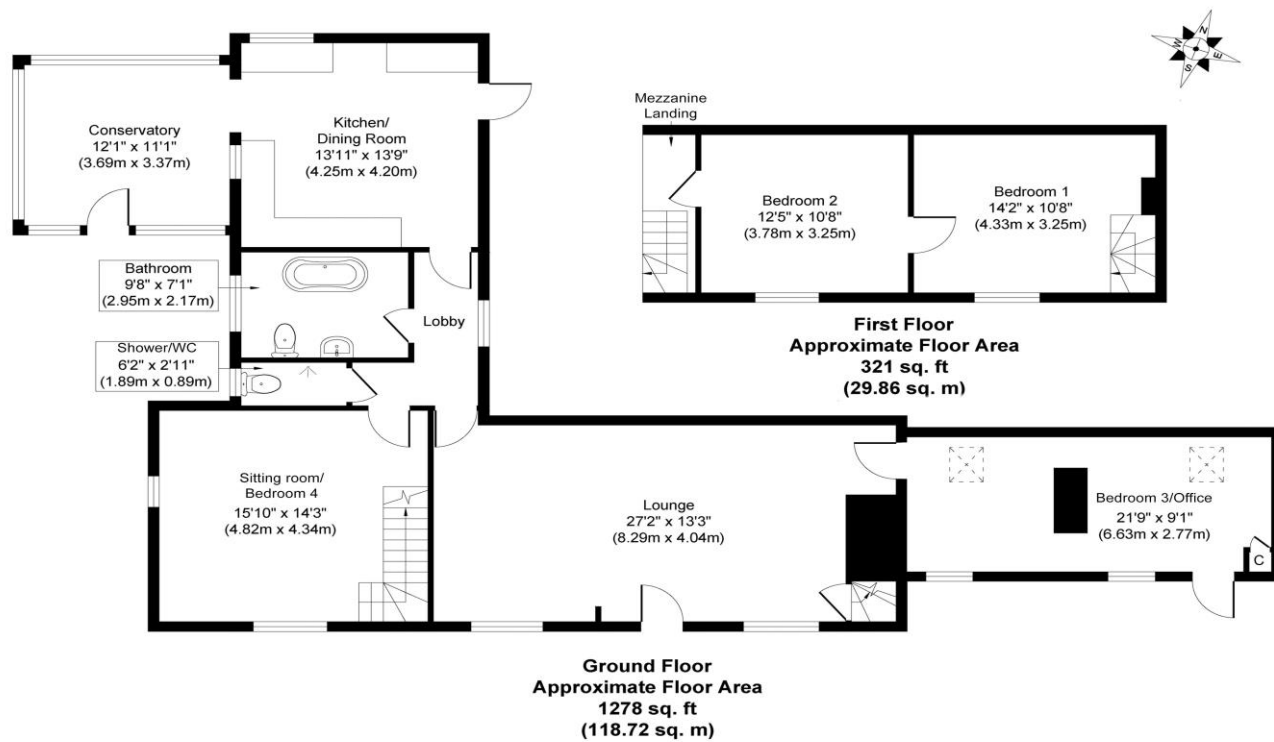 N
W
E
S
Mezzanine
Landing
Conservatory
12'1" x 11'1"
(3.69m x 3.37m)
Kitchen/
Dining Room
13'11" x 13'9"
(4.25m x 4.20m)
Bedroom 2
12'5" x 10'8"
(3.78m x 3.25m)
Bedroom 1
14'2" x 10'8"
(4.33m x 3.25m)
Bathroom
9'8" x 7'1"
(2.95m x 2.17m)
Lobby
Shower/WC
6'2" x 2'11"
(1.89m x 0.89m)
First Floor
Approximate Floor Area
321 sq. ft
(29.86 sq. m)
Sitting room/
Bedroom 4
15'10" x 14'3"
(4.82m x 4.34m)
Lounge
27'2" x 13'3"
(8.29m x 4.04m)
Bedroom 3/Office
21'9" x 9'1"
(6.63m x 2.77m)
C
Ground Floor
Approximate Floor Area
1278 sq. ft
(118.72 sq. m)